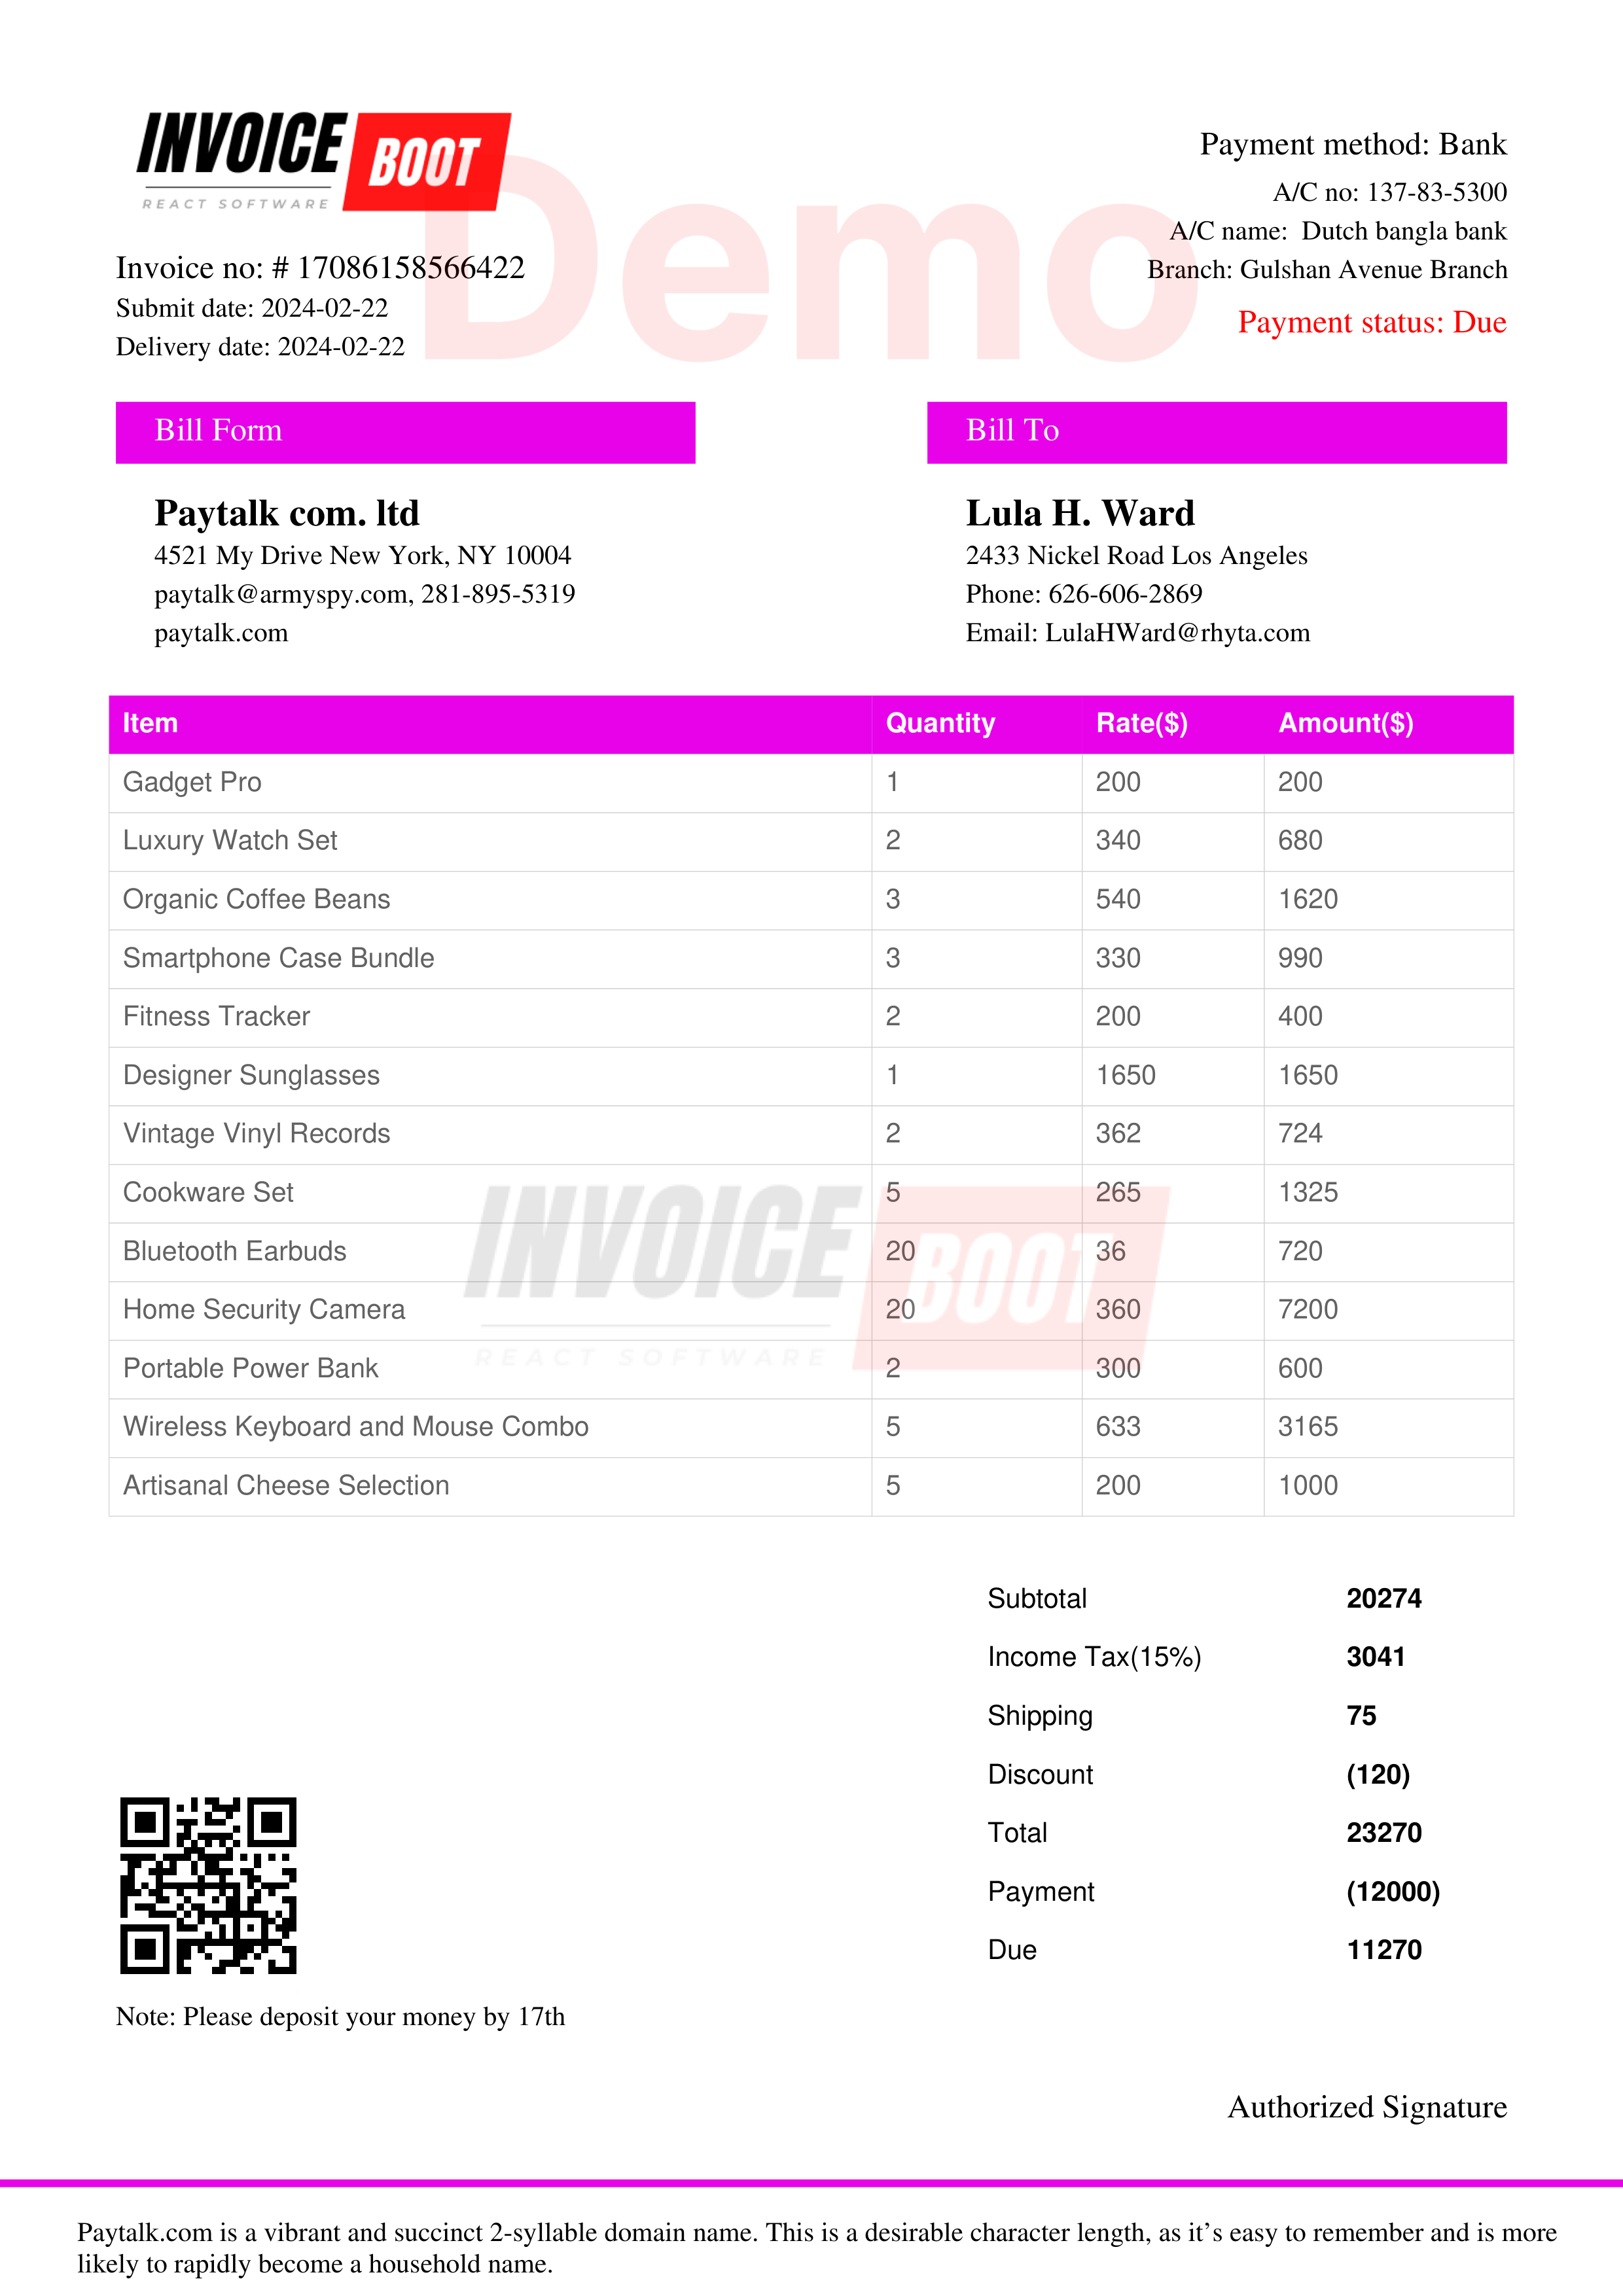 INVOICE BOOT
REACT SOFTWARE
Demo
Payment method: Bank
A/C no: 137-83-5300
A/C name: Dutch bangla bank
Branch: Gulshan Avenue Branch
Payment status: Due
Invoice no: # 17086158566422
Submit date: 2024-02-22
Delivery date: 2024-02-22
Bill Form
Paytalk com. ltd
4521 My Drive New York, NY 10004
paytalk@armyspy.com, 281-895-5319
paytalk.com
Bill To
Lula H. Ward
2433 Nickel Road Los Angeles
Phone: 626-606-2869
Email: LulaHWard@rhyta.com
Item Quantity Rate($) Amount($)
Gadget Pro 1 200 200
Luxury Watch Set 2 340 680
Organic Coffee Beans 3 540 1620
Smartphone Case Bundle 3 330 990
Fitness Tracker 2 200 400
Designer Sunglasses 1 1650 1650
Vintage Vinyl Records 2 362 724
Cookware Set 5 265 1325
Bluetooth Earbuds 20 36 720
Home Security Camera 20 360 7200
Portable Power Bank 2 300 600
Wireless Keyboard and Mouse Combo 5 633 3165
Artisanal Cheese Selection 5 200 1000
INVOICE BOOT
REACT SOFTWARE
Subtotal 20274
Income Tax(15%) 3041
Shipping 75
Discount (120)
Total 23270
Payment (12000)
Due 11270
Note: Please deposit your money by 17th
Authorized Signature
Paytalk.com is a vibrant and succinct 2-syllable domain name. This is a desirable character length, as it’s easy to remember and is more
likely to rapidly become a household name.